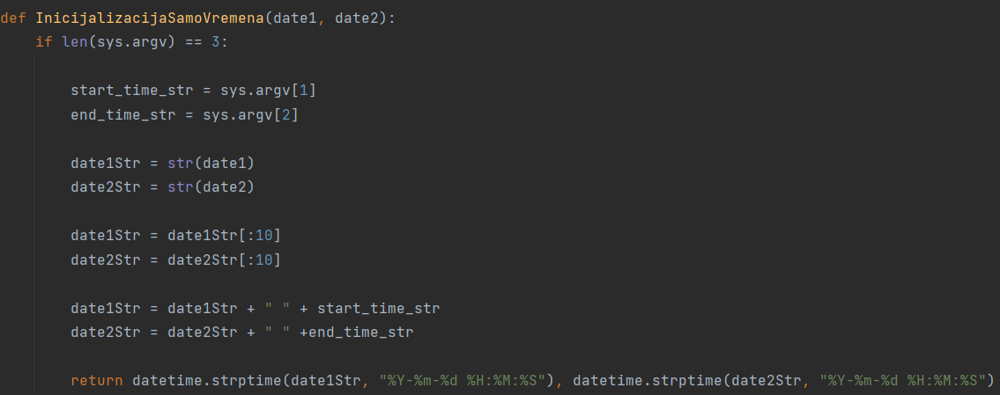 def InicijalizacijaSamoVremena(date1, date2):
    if len(sys.argv) == 3:
        start_time_str = sys.argv[1]
        end_time_str = sys.argv[2]
        date1Str = str(date1)
        date2Str = str(date2)
        date1Str = date1Str[:10]
        date2Str = date2Str[:10]
        date1Str = date1Str + " " + start_time_str
        date2Str = date2Str + " " +end_time_str
        return datetime.strptime(date1Str, "%Y-%m-%d %H:%M:%S"), datetime.strptime(date2Str, "%Y-%m-%d %H:%M:%S")